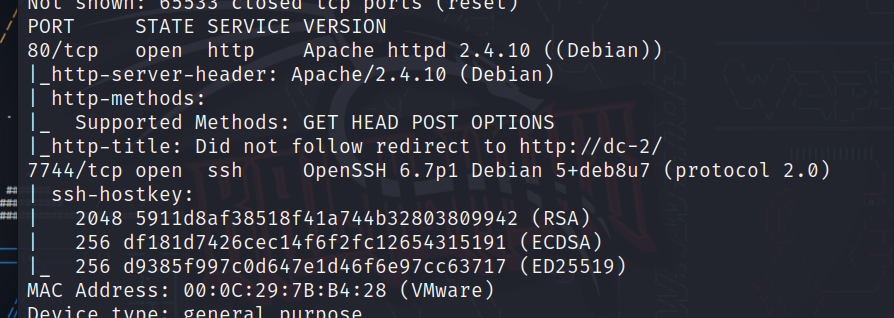 Not shown: 65533 closed tcp ports (reset)
PORT     STATE SERVICE VERSION
80/tcp   open  http    Apache httpd 2.4.10 ((Debian))
|_http-server-header: Apache/2.4.10 (Debian)
| http-methods:
|_  Supported Methods: GET HEAD POST OPTIONS
|_http-title: Did not follow redirect to http://dc-2/
7744/tcp open  ssh     OpenSSH 6.7p1 Debian 5+deb8u7 (protocol 2.0)
| ssh-hostkey:
|   2048 5911d8af38518f41a744b32803809942 (RSA)
|   256 df181d7426cec14f6f2fc12654315191 (ECDSA)
|_  256 d9385f997c0d647e1d46f6e97cc63717 (ED25519)
MAC Address: 00:0C:29:7B:B4:28 (VMware)
Device type: general purpose